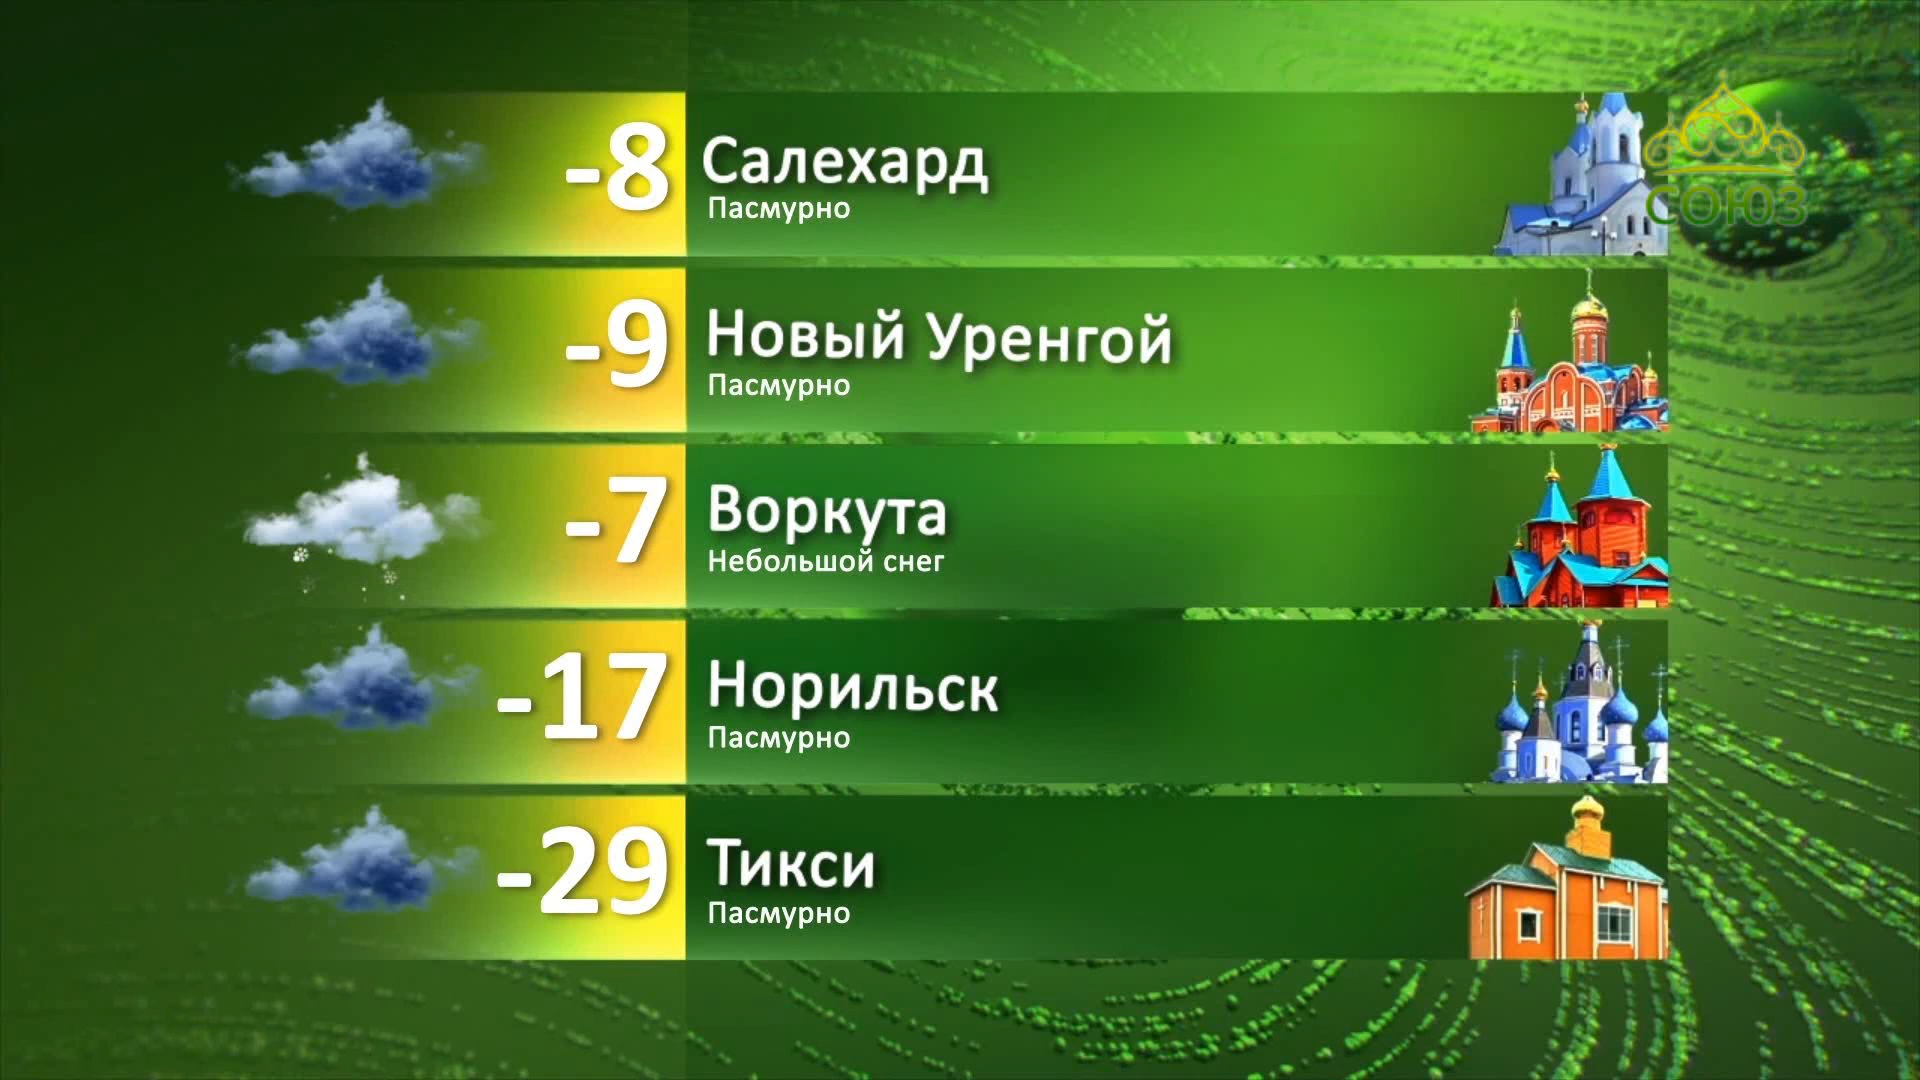 -8
Салехард
Пасмурно
СОЮЗ
-9
Новый Уренгой
Пасмурно
-7
Воркута
Небольшой снег
-17
Норильск
Пасмурно
-29
Тикси
Пасмурно